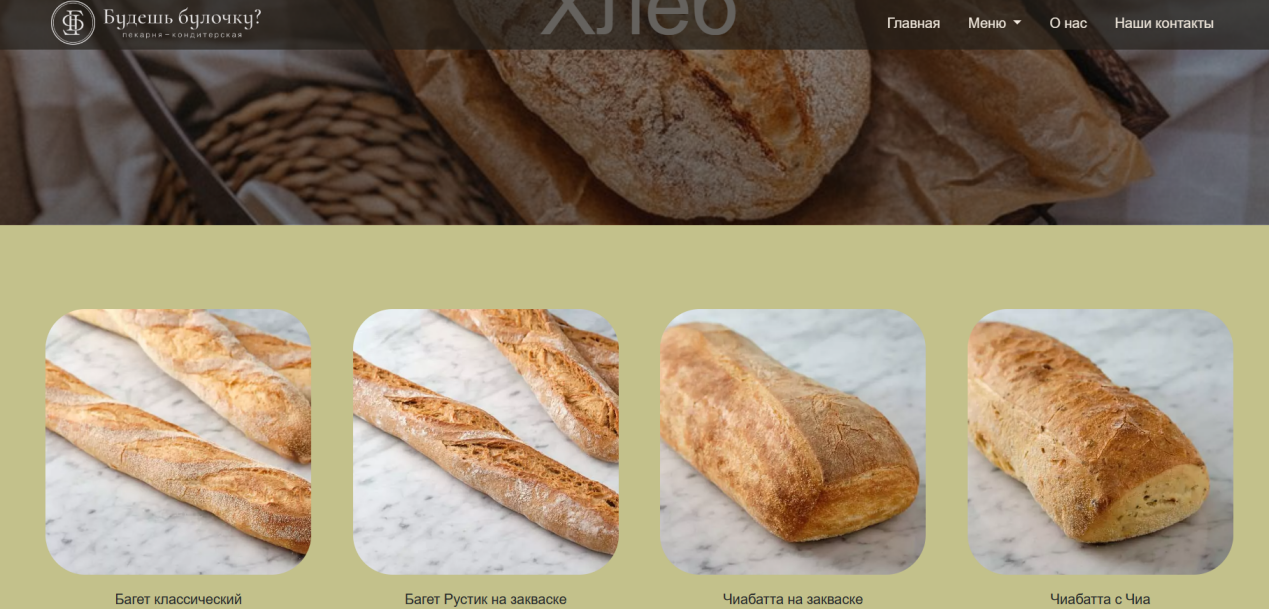 Будешь булочку?
пекарня–кондитерская
Хлеб
Главная Меню О нас Наши контакты
Багет классический
Багет Рустик на закваске
Чиабатта на закваске
Чиабатта с Чиа